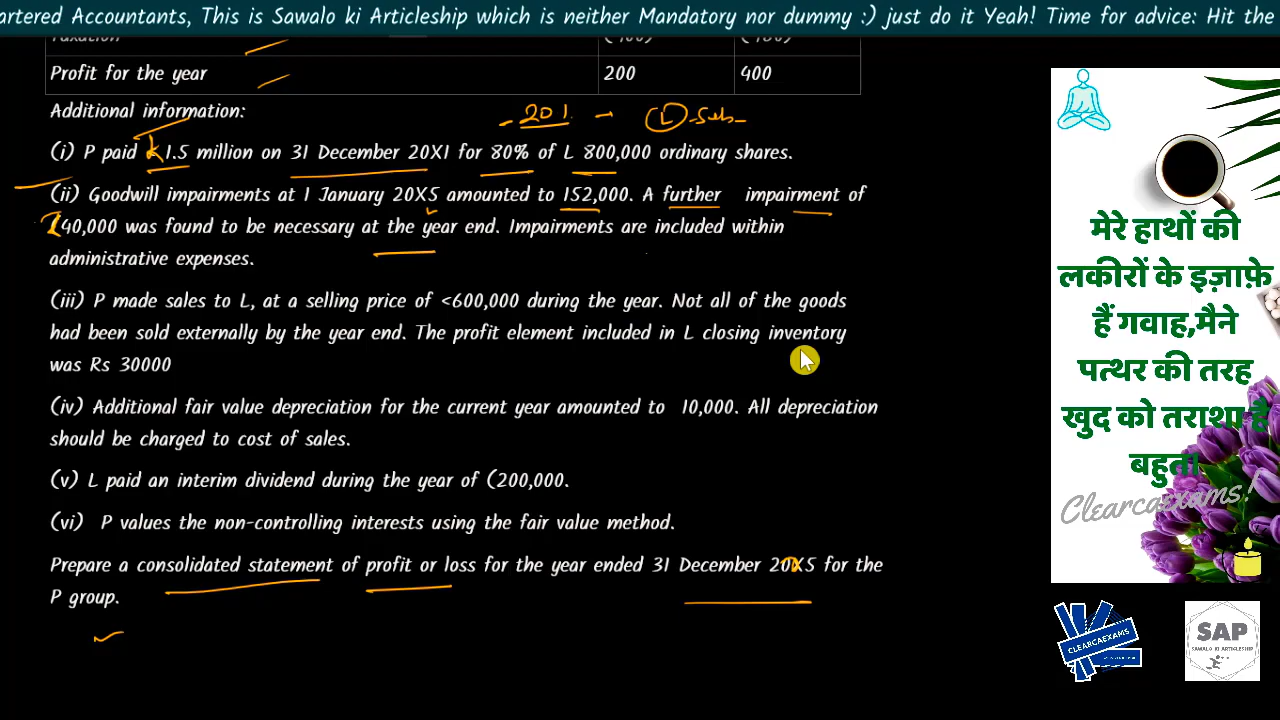 artered Accountants, This is Sawalo ki Articleship which is neither Mandatory nor dummy :) just do it Yeah! Time for advice: Hit the
Taxation
Profit for the year 200 400
Additional information:
20% → L Sub
(i) P paid 1.5 million on 31 December 20X1 for 80% of L 800,000 ordinary shares.
(ii) Goodwill impairments at 1 January 20X5 amounted to 152,000. A further impairment of
40,000 was found to be necessary at the year end. Impairments are included within
administrative expenses.
(iii) P made sales to L, at a selling price of <600,000 during the year. Not all of the goods
had been sold externally by the year end. The profit element included in L closing inventory
was Rs 30000
(iv) Additional fair value depreciation for the current year amounted to 10,000. All depreciation
should be charged to cost of sales.
(v) L paid an interim dividend during the year of (200,000.
(vi) P values the non-controlling interests using the fair value method.
Prepare a consolidated statement of profit or loss for the year ended 31 December 20X5 for the
P group.
मेरे हाथों की
लकीरों के इज़ाफ़े
हैं गवाह,मैने
पत्थर की तरह
खुद को तराशा है
बहुत।
Clearcaexams!
CLEARCAEXAMS
SAP
SAWALO KI ARTICLESHIP